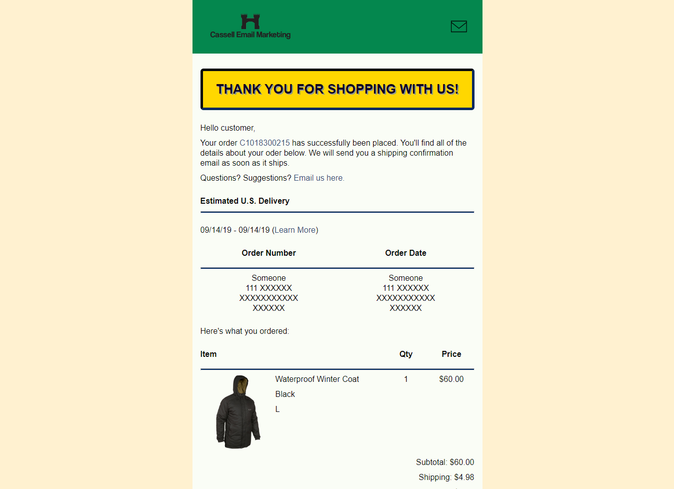 Cassell Email Marketing
THANK YOU FOR SHOPPING WITH US!
Hello customer,
Your order C1018300215 has successfully been placed. You'll find all of the
details about your oder below. We will send you a shipping confirmation
email as soon as it ships.
Questions? Suggestions? Email us here.
Estimated U.S. Delivery
09/14/19 - 09/14/19 (Learn More)
Order Number Order Date
Someone Someone
111 XXXXXX 111 XXXXXX
XXXXXXXXXXX XXXXXXXXXXX
XXXXXX XXXXXX
Here's what you ordered:
Item Qty Price
Waterproof Winter Coat 1 $60.00
Black
L
Subtotal: $60.00
Shipping: $4.98